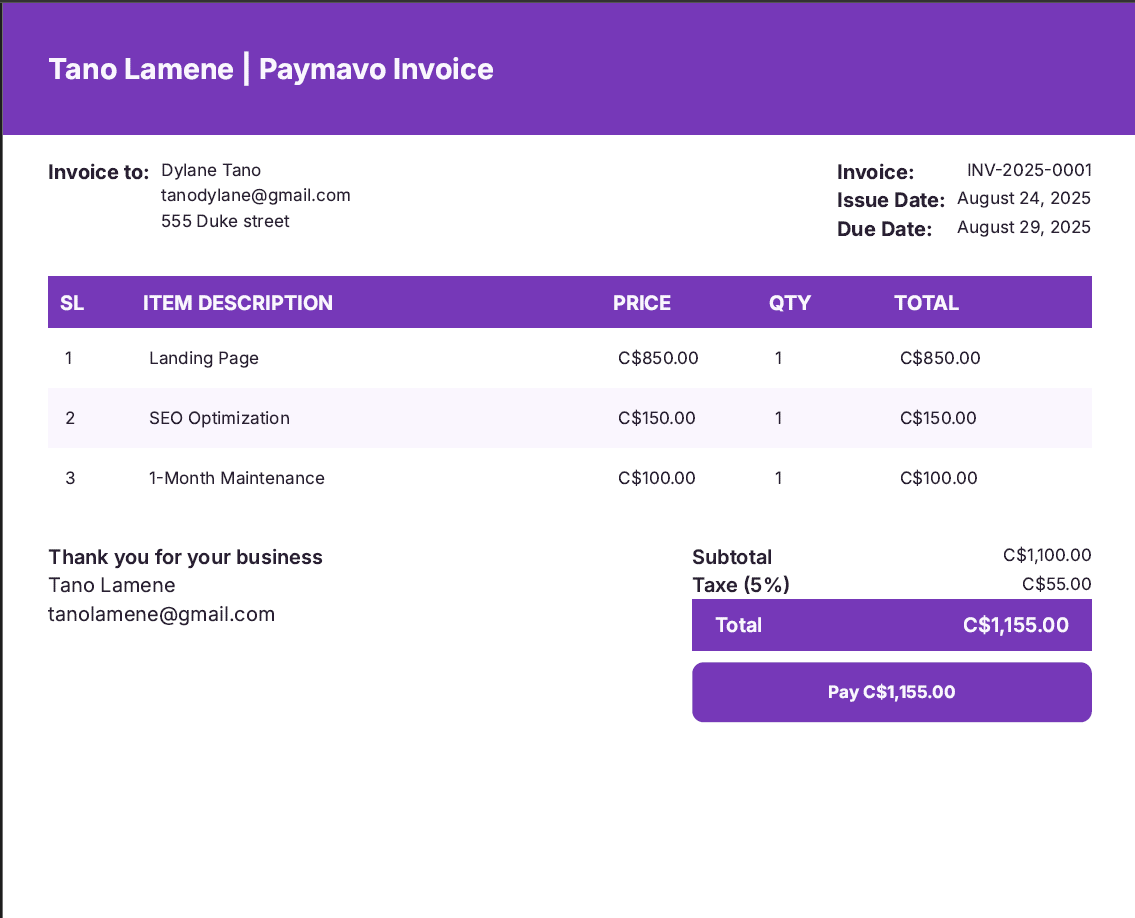 Tano Lamene | Paymavo Invoice
Invoice to: Dylane Tano
tanodylane@gmail.com
555 Duke street
Invoice: INV-2025-0001
Issue Date: August 24, 2025
Due Date: August 29, 2025
SL ITEM DESCRIPTION PRICE QTY TOTAL
1 Landing Page C$850.00 1 C$850.00
2 SEO Optimization C$150.00 1 C$150.00
3 1-Month Maintenance C$100.00 1 C$100.00
Thank you for your business
Tano Lamene
tanolamene@gmail.com
Subtotal C$1,100.00
Taxe (5%) C$55.00
Total C$1,155.00
Pay C$1,155.00